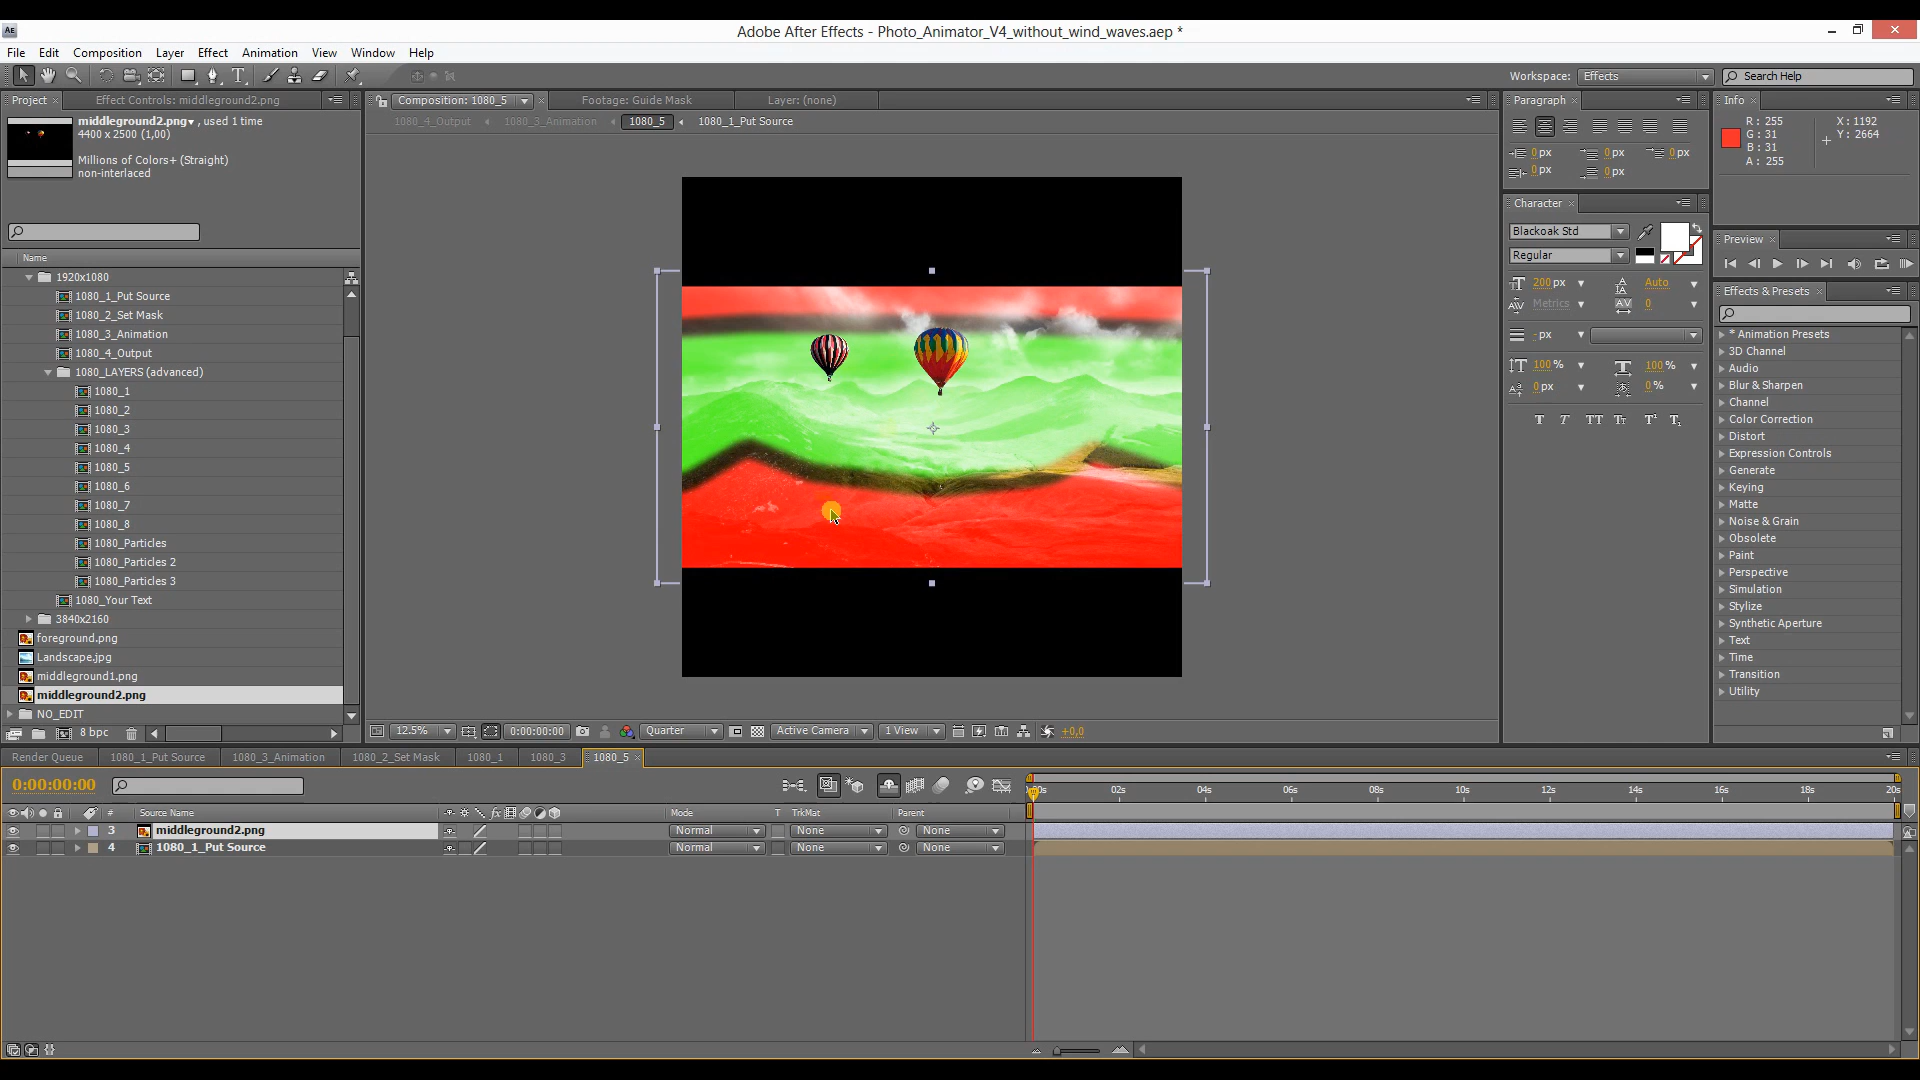 AE
Adobe After Effects - Photo_Animator_V4_without_wind_waves.aep *
File Edit Composition Layer Effect Animation View Window Help
Workspace: Effects
Search Help
Project
Effect Controls: middleground2.png
Composition: 1080_5
Footage: Guide Mask
Layer: (none)
1080_4_Output 1080_3_Animation 1080_5 1080_1_Put Source
middleground2.png , used 1 time
4400 x 2500 (1,00)
Millions of Colors+ (Straight)
non-interlaced
Name
1920x1080
1080_1_Put Source
1080_2_Set Mask
1080_3_Animation
1080_4_Output
1080_LAYERS (advanced)
1080_1
1080_2
1080_3
1080_4
1080_5
1080_6
1080_7
1080_8
1080_Particles
1080_Particles 2
1080_Particles 3
1080_Your Text
3840x2160
foreground.png
Landscape.jpg
middleground1.png
middleground2.png
NO_EDIT
8 bpc
12.5%
0:00:00:00
Quarter
Active Camera
1 View
+0,0
Paragraph
0 px 0 px 0 px
0 px 0 px
Character
Blackoak Std
Regular
200 px Auto
Metrics 0
- px
100 % 100 %
0 px 0 %
T T TT Tr T¹ T₁
Info
R : 255
G : 31
B : 31
A : 255
X : 1192
Y : 2664
Preview
Effects & Presets
* Animation Presets
3D Channel
Audio
Blur & Sharpen
Channel
Color Correction
Distort
Expression Controls
Generate
Keying
Matte
Noise & Grain
Obsolete
Paint
Perspective
Simulation
Stylize
Synthetic Aperture
Text
Time
Transition
Utility
Render Queue 1080_1_Put Source 1080_3_Animation 1080_2_Set Mask 1080_1 1080_3 1080_5
0:00:00:00
02s 04s 06s 08s 10s 12s 14s 16s 18s 20s
# Source Name fx Mode T TrkMat Parent
3 middleground2.png Normal None None
4 1080_1_Put Source Normal None None